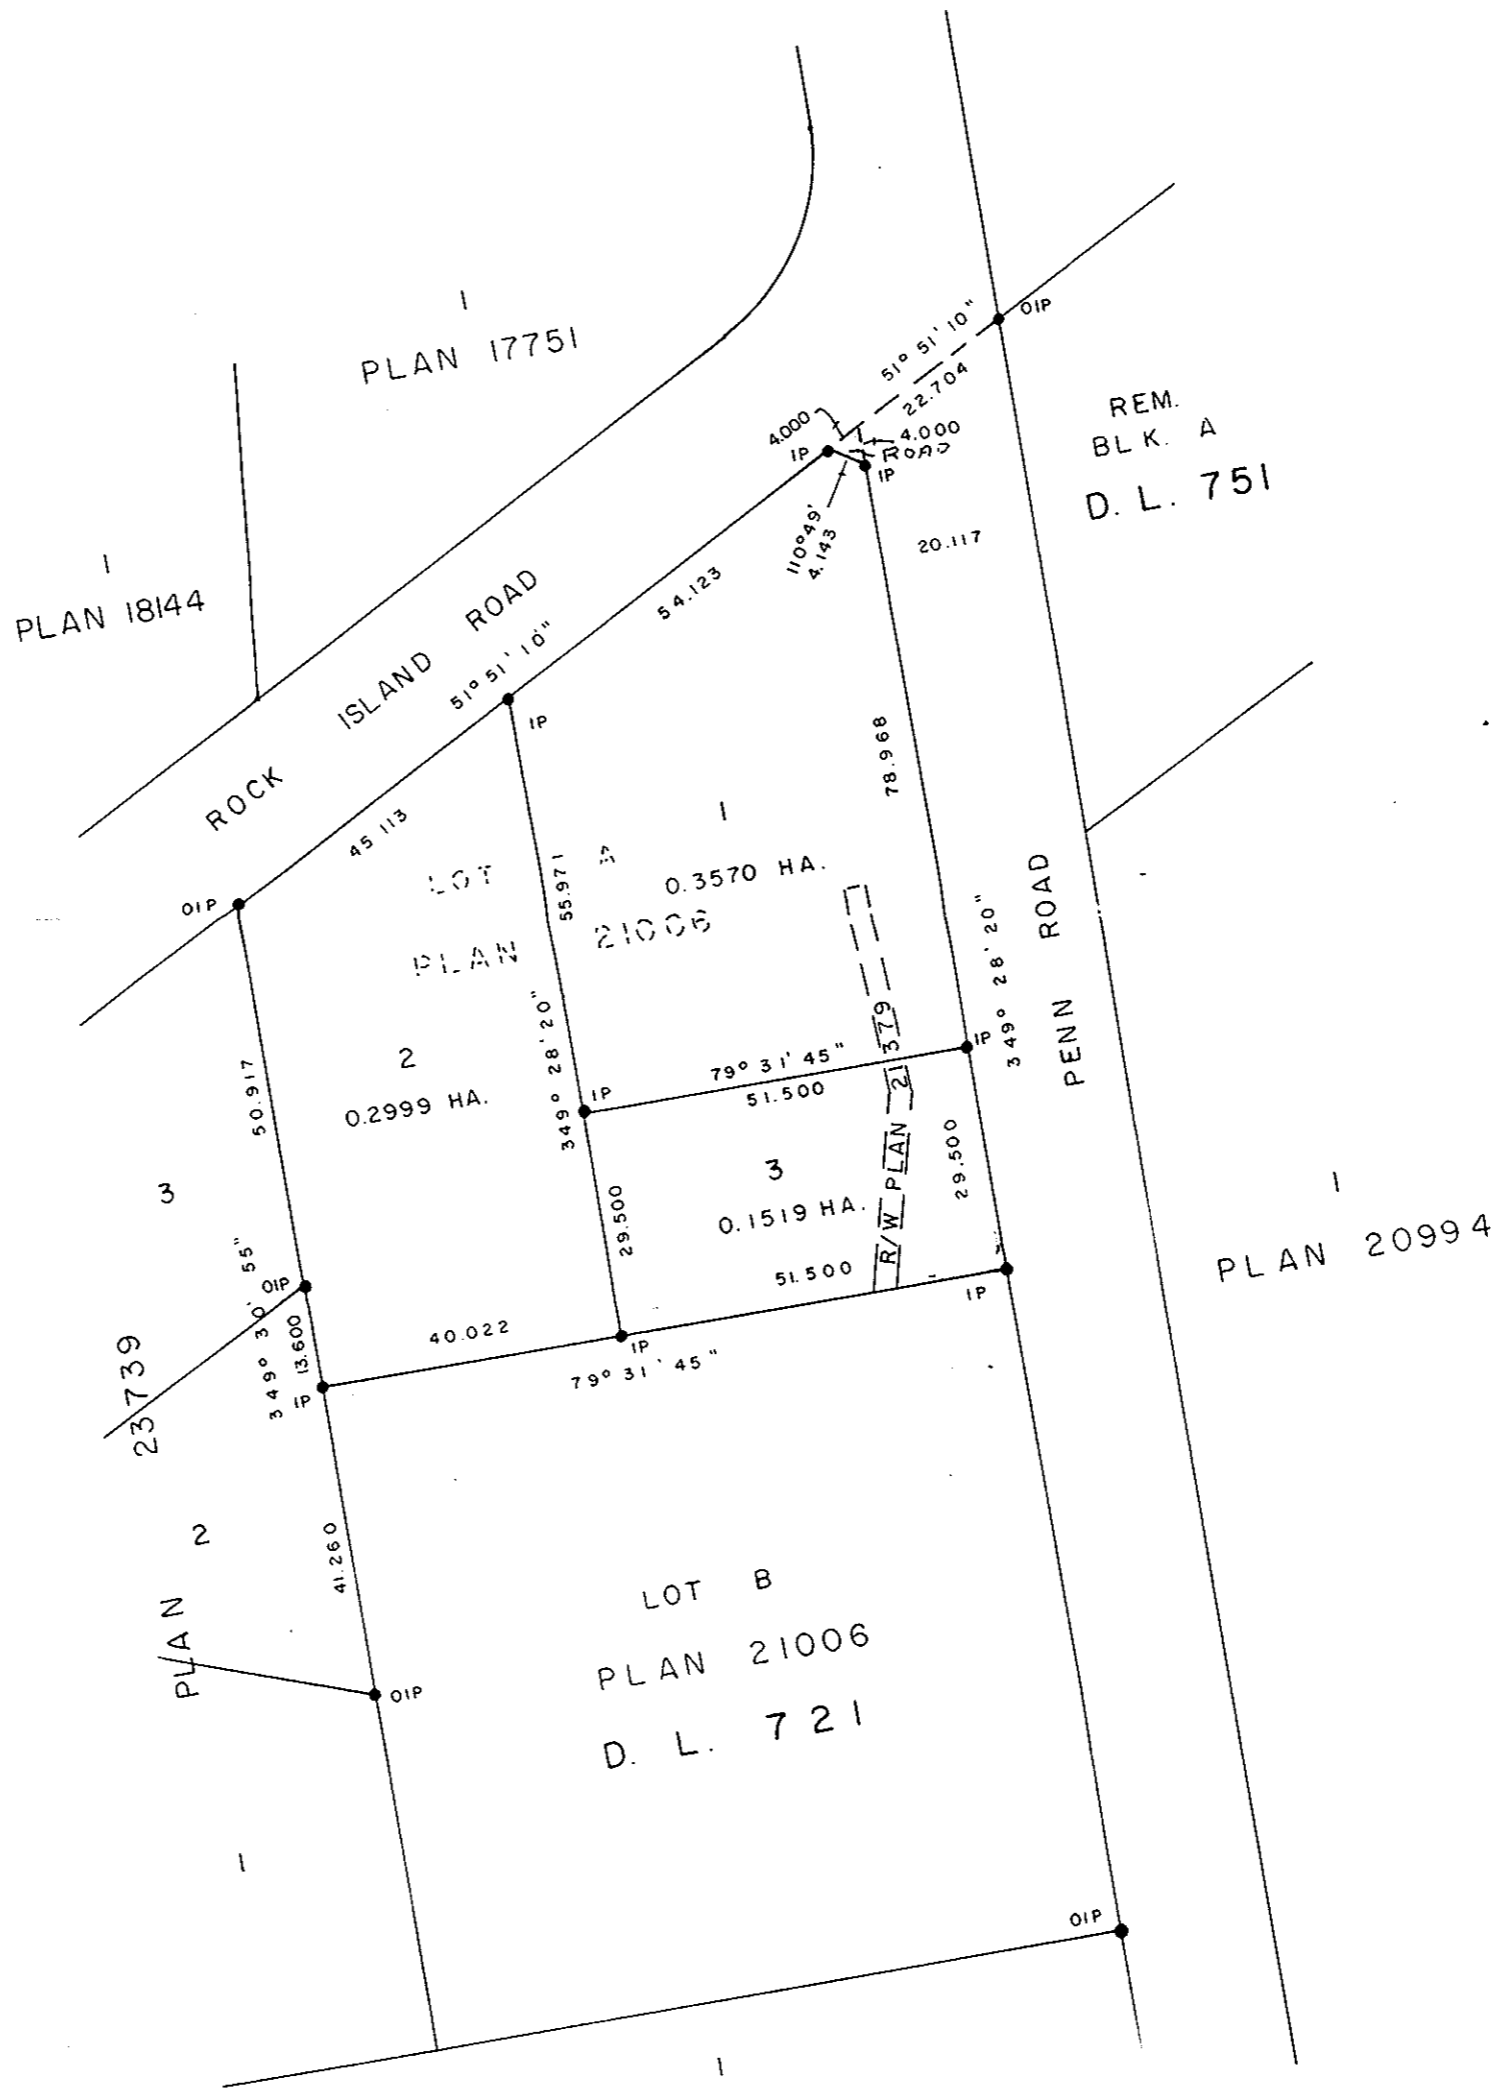 1
PLAN 17751
1
PLAN 18144
ROCK ISLAND ROAD
51° 51' 10"
22.704
OIP
4.000
4.000
ROAD
IP
IP
110°49'
4.143
REM.
BLK. A
D. L. 751
20.117
54.123
51° 51' 10"
IP
45.113
OIP
78.968
1
0.3570 HA.
LOT A
PLAN 21006
55.971
349° 28' 20"
2
0.2999 HA.
50.917
PENN ROAD
349° 28' 20"
IP
79° 31' 45"
51.500
IP
R/W PLAN 21379
3
0.1519 HA.
29.500
29.500
51.500
IP
3
OIP
349° 30' 55"
13.600
IP
40.022
IP
79° 31' 45"
1
PLAN 20994
PLAN 23739
2
41.260
OIP
LOT B
PLAN 21006
D. L. 721
1
OIP
1